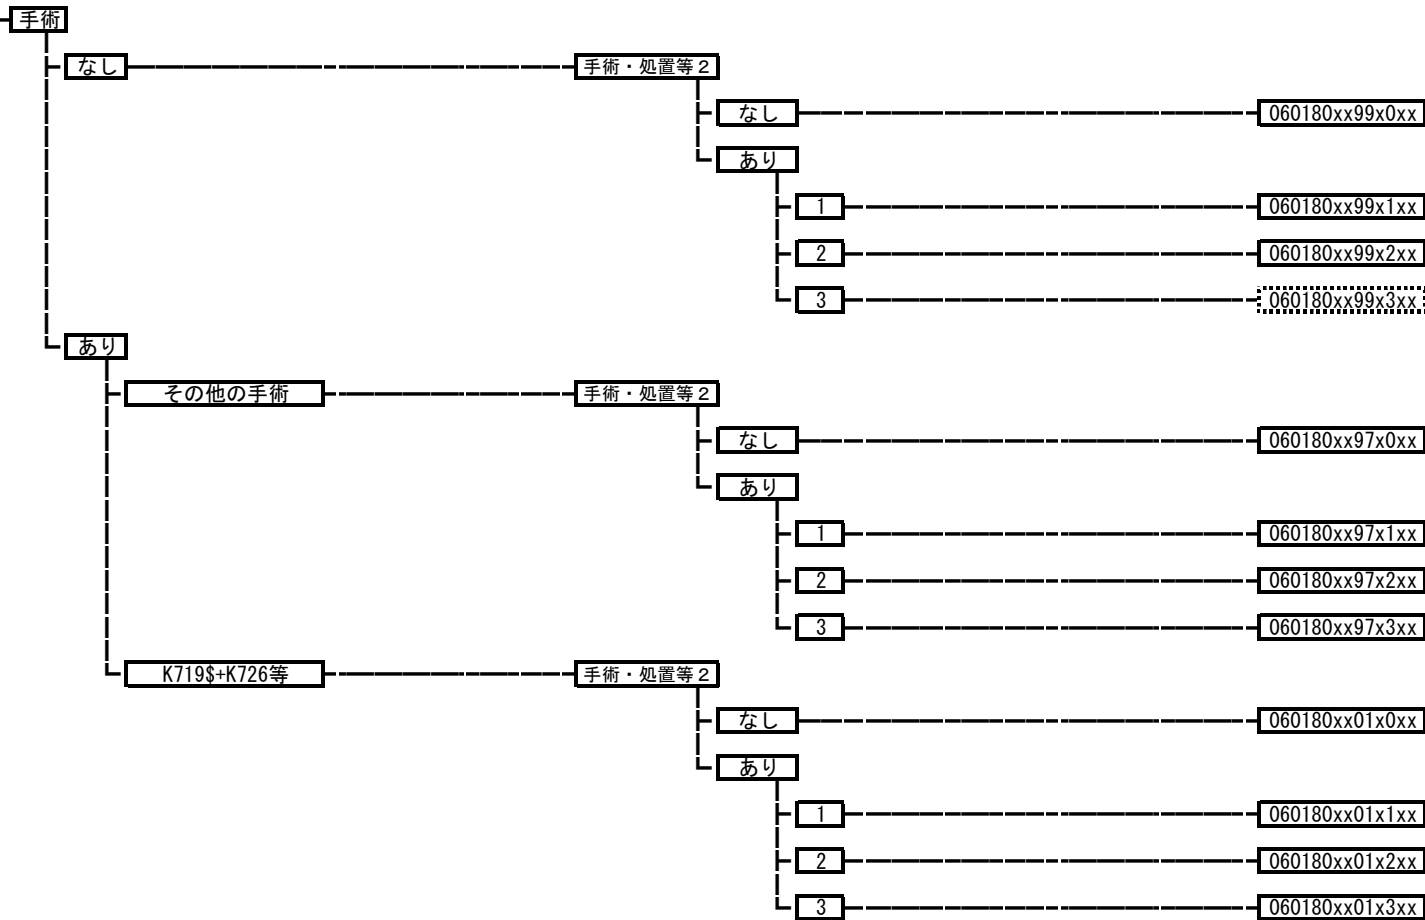 手術
なし 手術・処置等２
なし 060180xx99x0xx
あり
1 060180xx99x1xx
2 060180xx99x2xx
3 060180xx99x3xx
あり
その他の手術 手術・処置等２
なし 060180xx97x0xx
あり
1 060180xx97x1xx
2 060180xx97x2xx
3 060180xx97x3xx
K719$+K726等 手術・処置等２
なし 060180xx01x0xx
あり
1 060180xx01x1xx
2 060180xx01x2xx
3 060180xx01x3xx